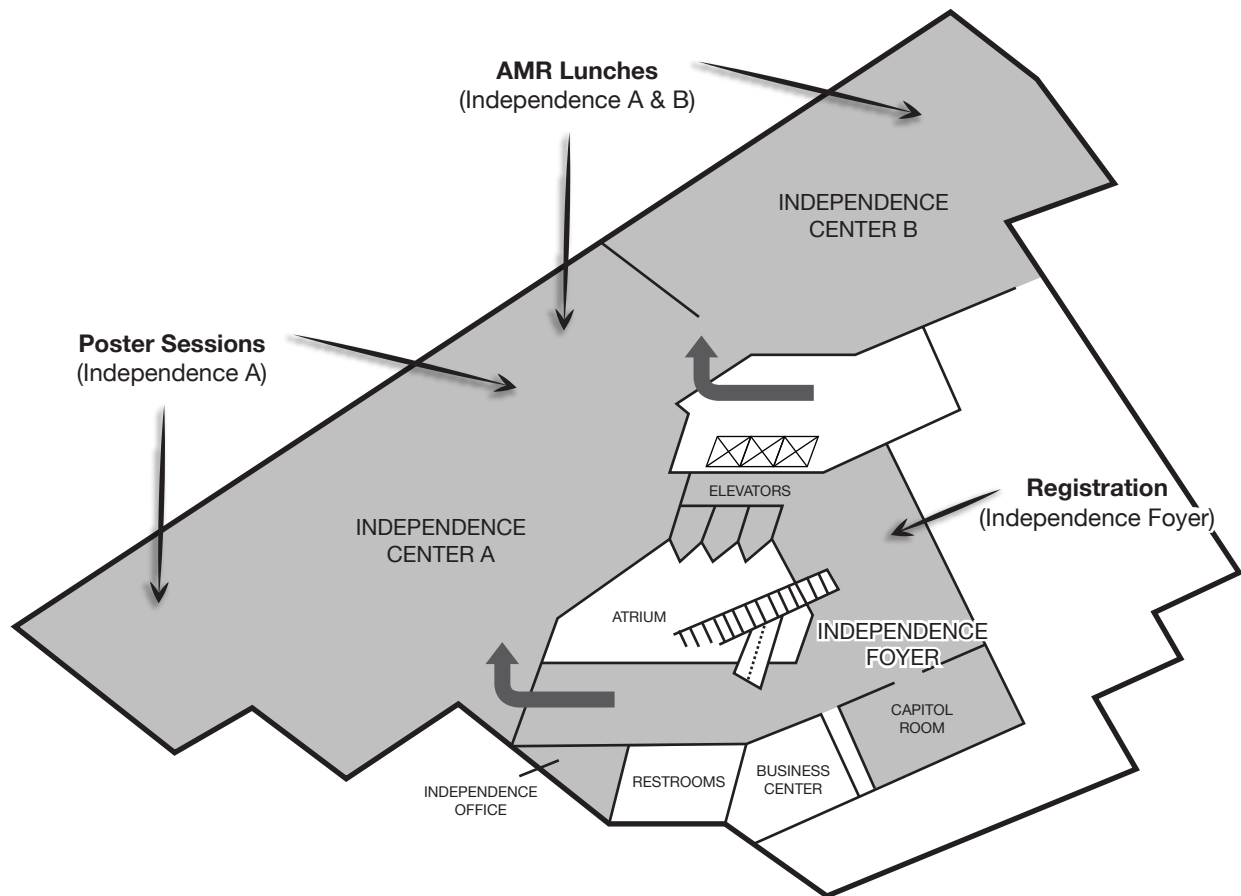 AMR Lunches
(Independence A & B)
INDEPENDENCE
CENTER B
Poster Sessions
(Independence A)
Registration
(Independence Foyer)
ELEVATORS
INDEPENDENCE
CENTER A
ATRIUM
INDEPENDENCE
FOYER
CAPITOL
ROOM
INDEPENDENCE
OFFICE
RESTROOMS
BUSINESS
CENTER